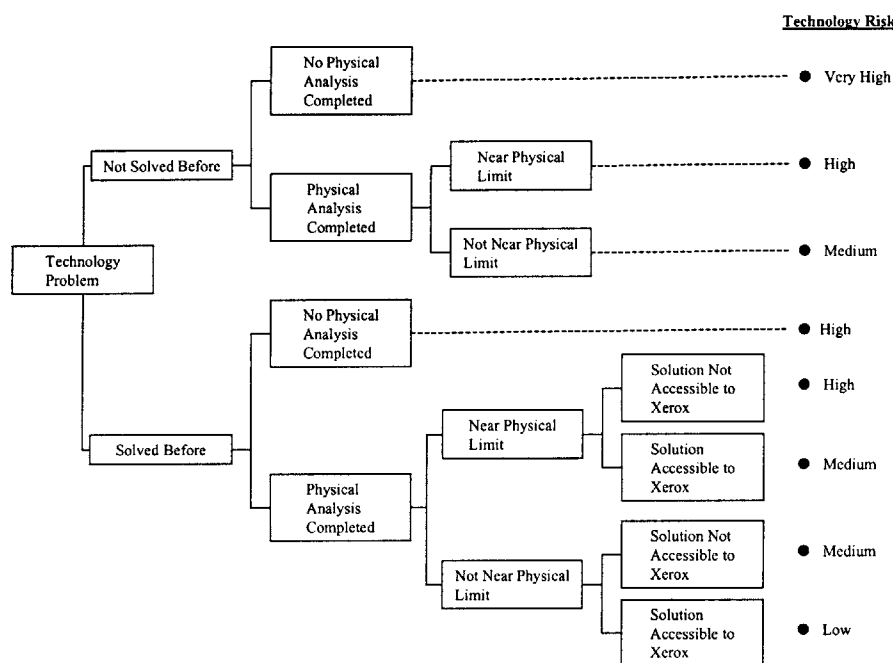 Technology Risk
No Physical
Analysis
Completed
Very High
Not Solved Before
Near Physical
Limit
High
Physical
Analysis
Completed
Not Near Physical
Limit
Medium
Technology
Problem
No Physical
Analysis
Completed
High
Solution Not
Accessible to
Xerox
High
Near Physical
Limit
Solved Before
Solution
Accessible to
Xerox
Medium
Physical
Analysis
Completed
Solution Not
Accessible to
Xerox
Medium
Not Near Physical
Limit
Solution
Accessible to
Xerox
Low